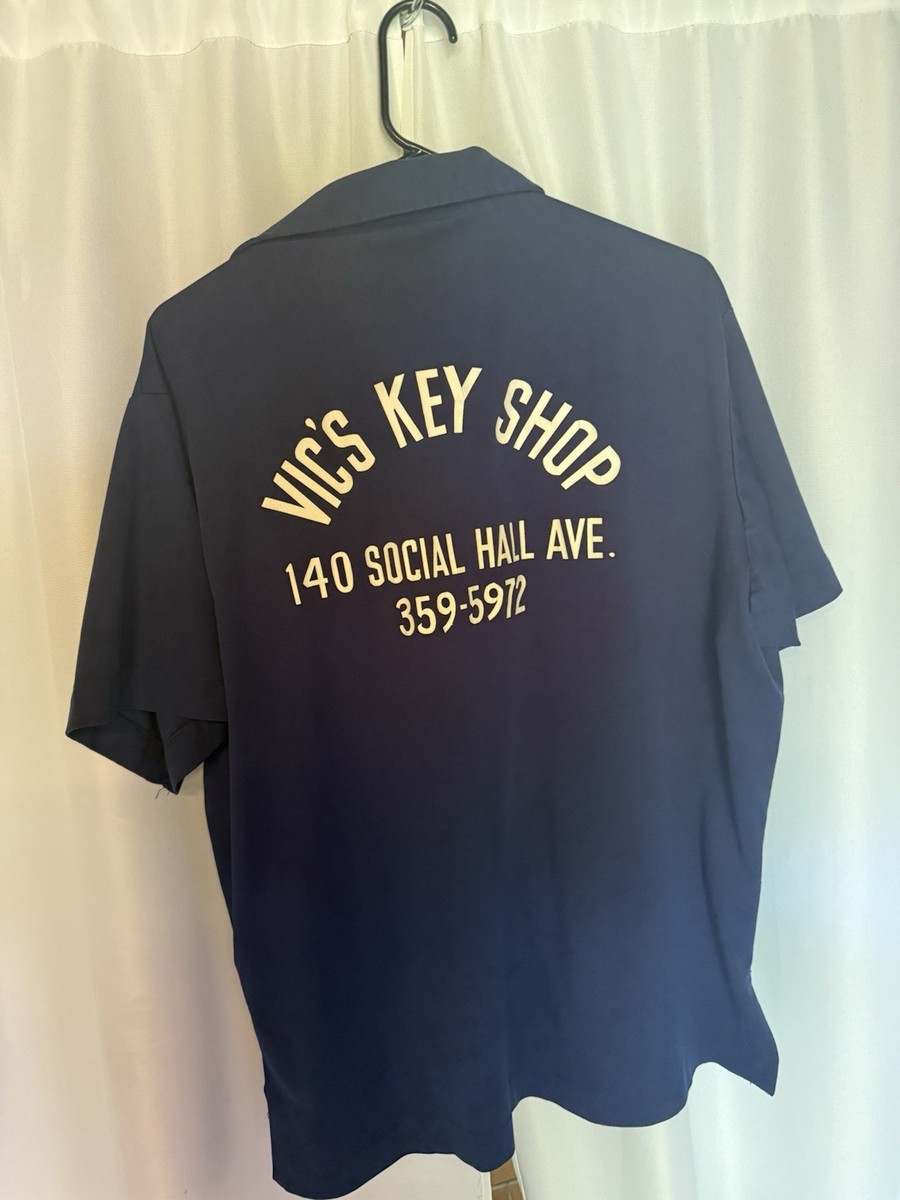 VIC'S KEY SHOP
140 SOCIAL HALL AVE.
359-5972